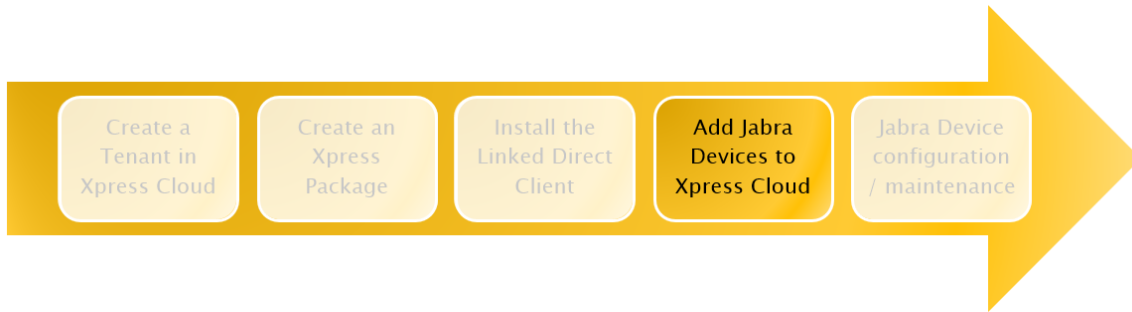 Create a
Tenant in
Xpress Cloud
Create an
Xpress
Package
Install the
Linked Direct
Client
Add Jabra
Devices to
Xpress Cloud
Jabra Device
configuration
/ maintenance